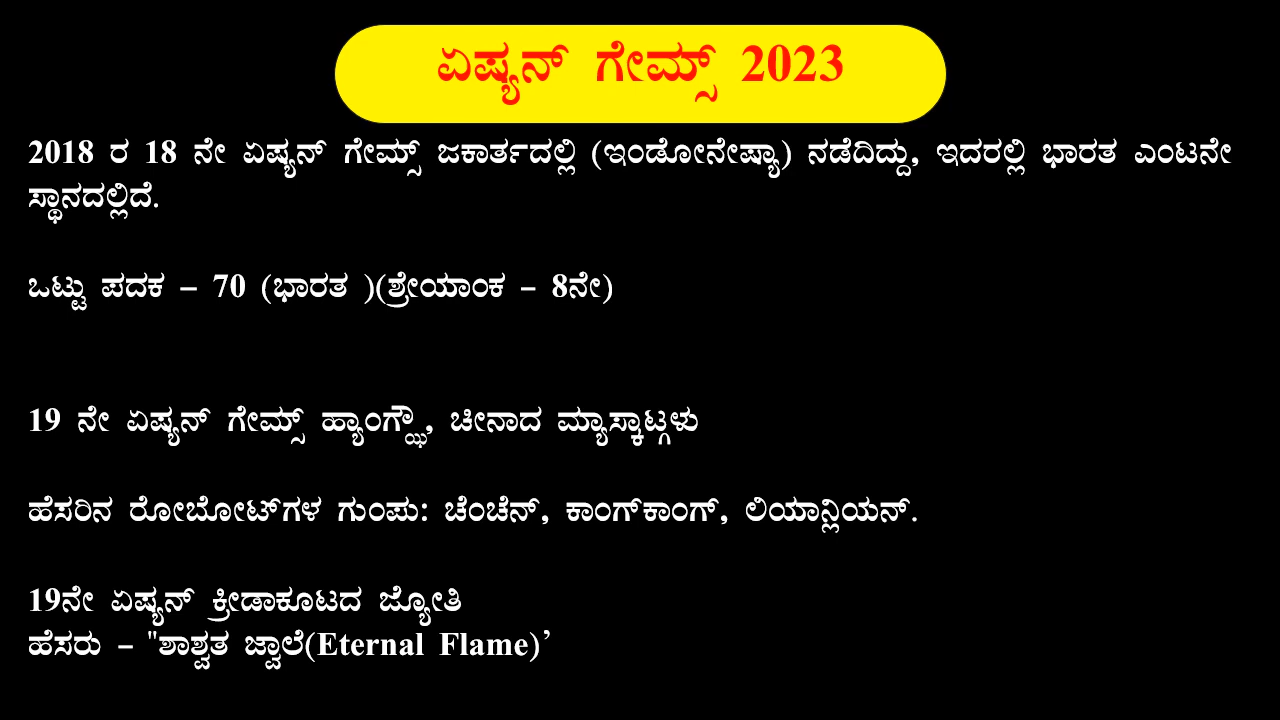 ಏಷ್ಯನ್ ಗೇಮ್ಸ್ 2023
2018 ರ 18 ನೇ ಏಷ್ಯನ್ ಗೇಮ್ಸ್ ಜಕಾರ್ತದಲ್ಲಿ (ಇಂಡೋನೇಷ್ಯಾ) ನಡೆದಿದ್ದು, ಇದರಲ್ಲಿ ಭಾರತ ಎಂಟನೇ
ಸ್ಥಾನದಲ್ಲಿದೆ.
ಒಟ್ಟು ಪದಕ – 70 (ಭಾರತ )(ಶ್ರೇಯಾಂಕ – 8ನೇ)
19 ನೇ ಏಷ್ಯನ್ ಗೇಮ್ಸ್ ಹ್ಯಾಂಗ್ಝೌ, ಚೀನಾದ ಮ್ಯಾಸ್ಕಾಟ್ಗಳು
ಹೆಸರಿನ ರೋಬೋಟ್‌ಗಳ ಗುಂಪು: ಚೆಂಚೆನ್, ಕಾಂಗ್‌ಕಾಂಗ್, ಲಿಯಾನ್ಲಿಯನ್.
19ನೇ ಏಷ್ಯನ್ ಕ್ರೀಡಾಕೂಟದ ಜ್ಯೋತಿ
ಹೆಸರು – "ಶಾಶ್ವತ ಜ್ವಾಲೆ(Eternal Flame)’